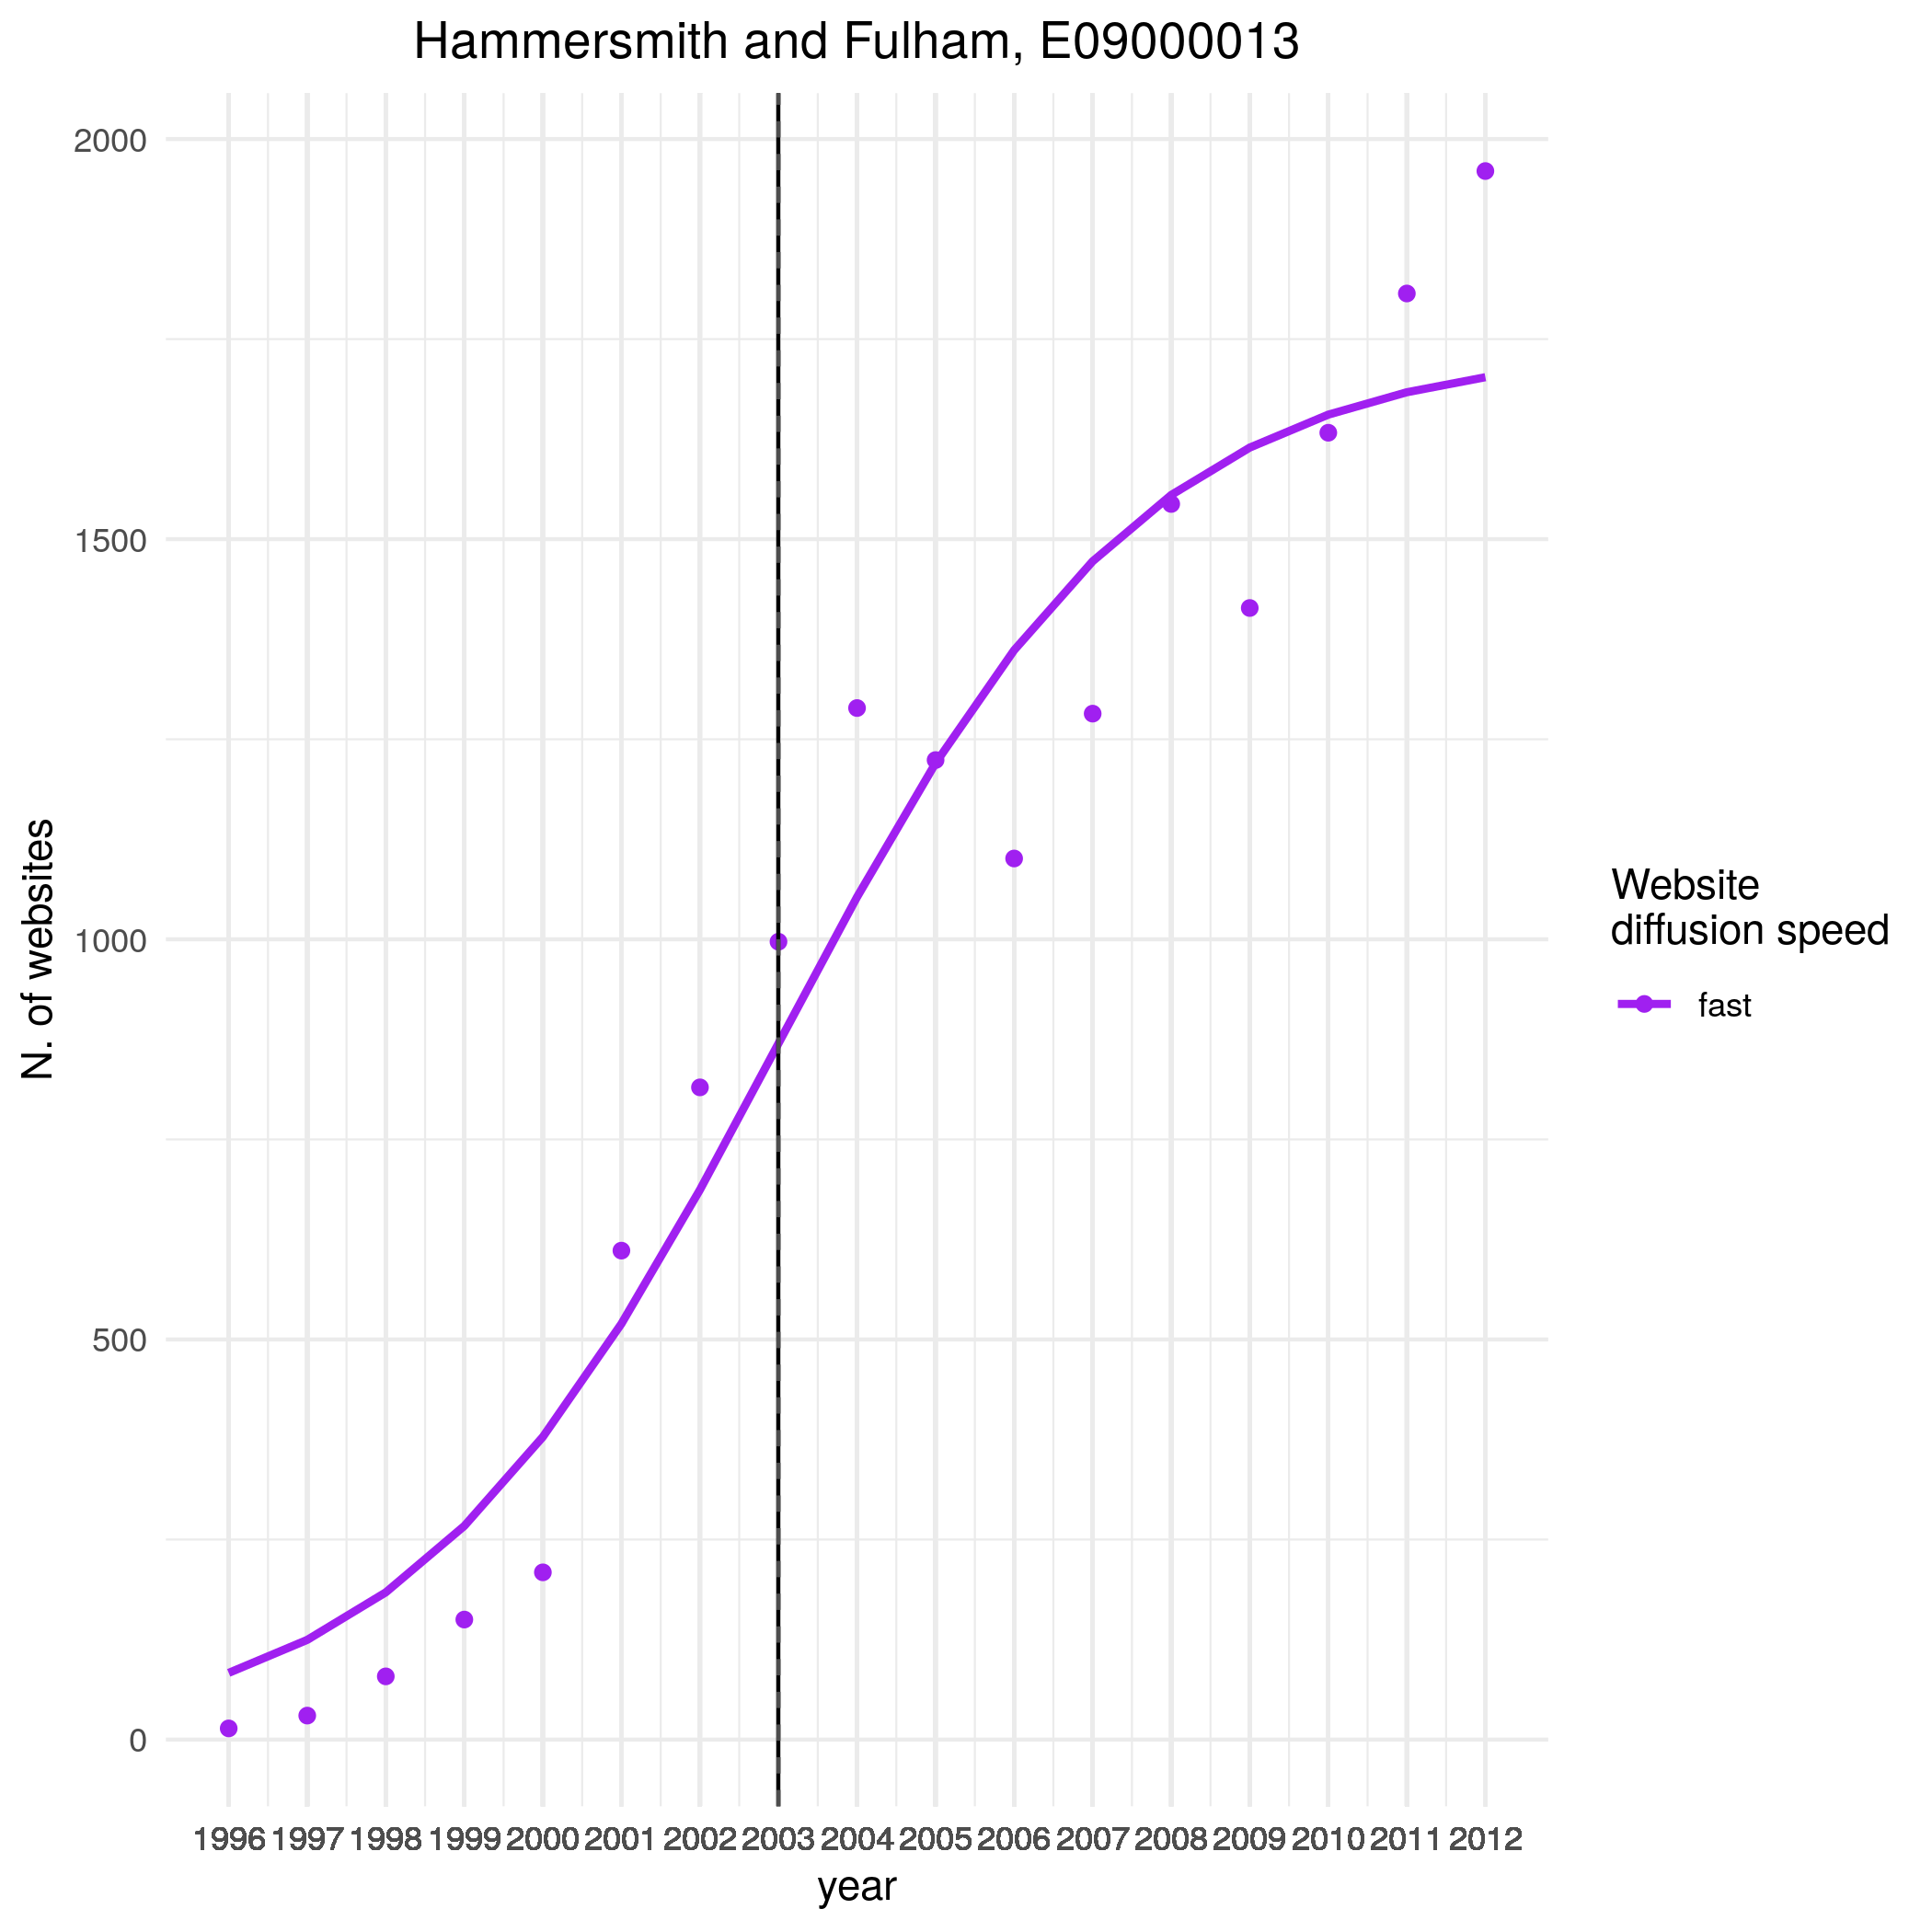 Hammersmith and Fulham, E09000013
2000
1500
1000
500
0
N. of websites
1996 1997 1998 1999 2000 2001 2002 2003 2004 2005 2006 2007 2008 2009 2010 2011 2012
year
Website
diffusion speed
fast